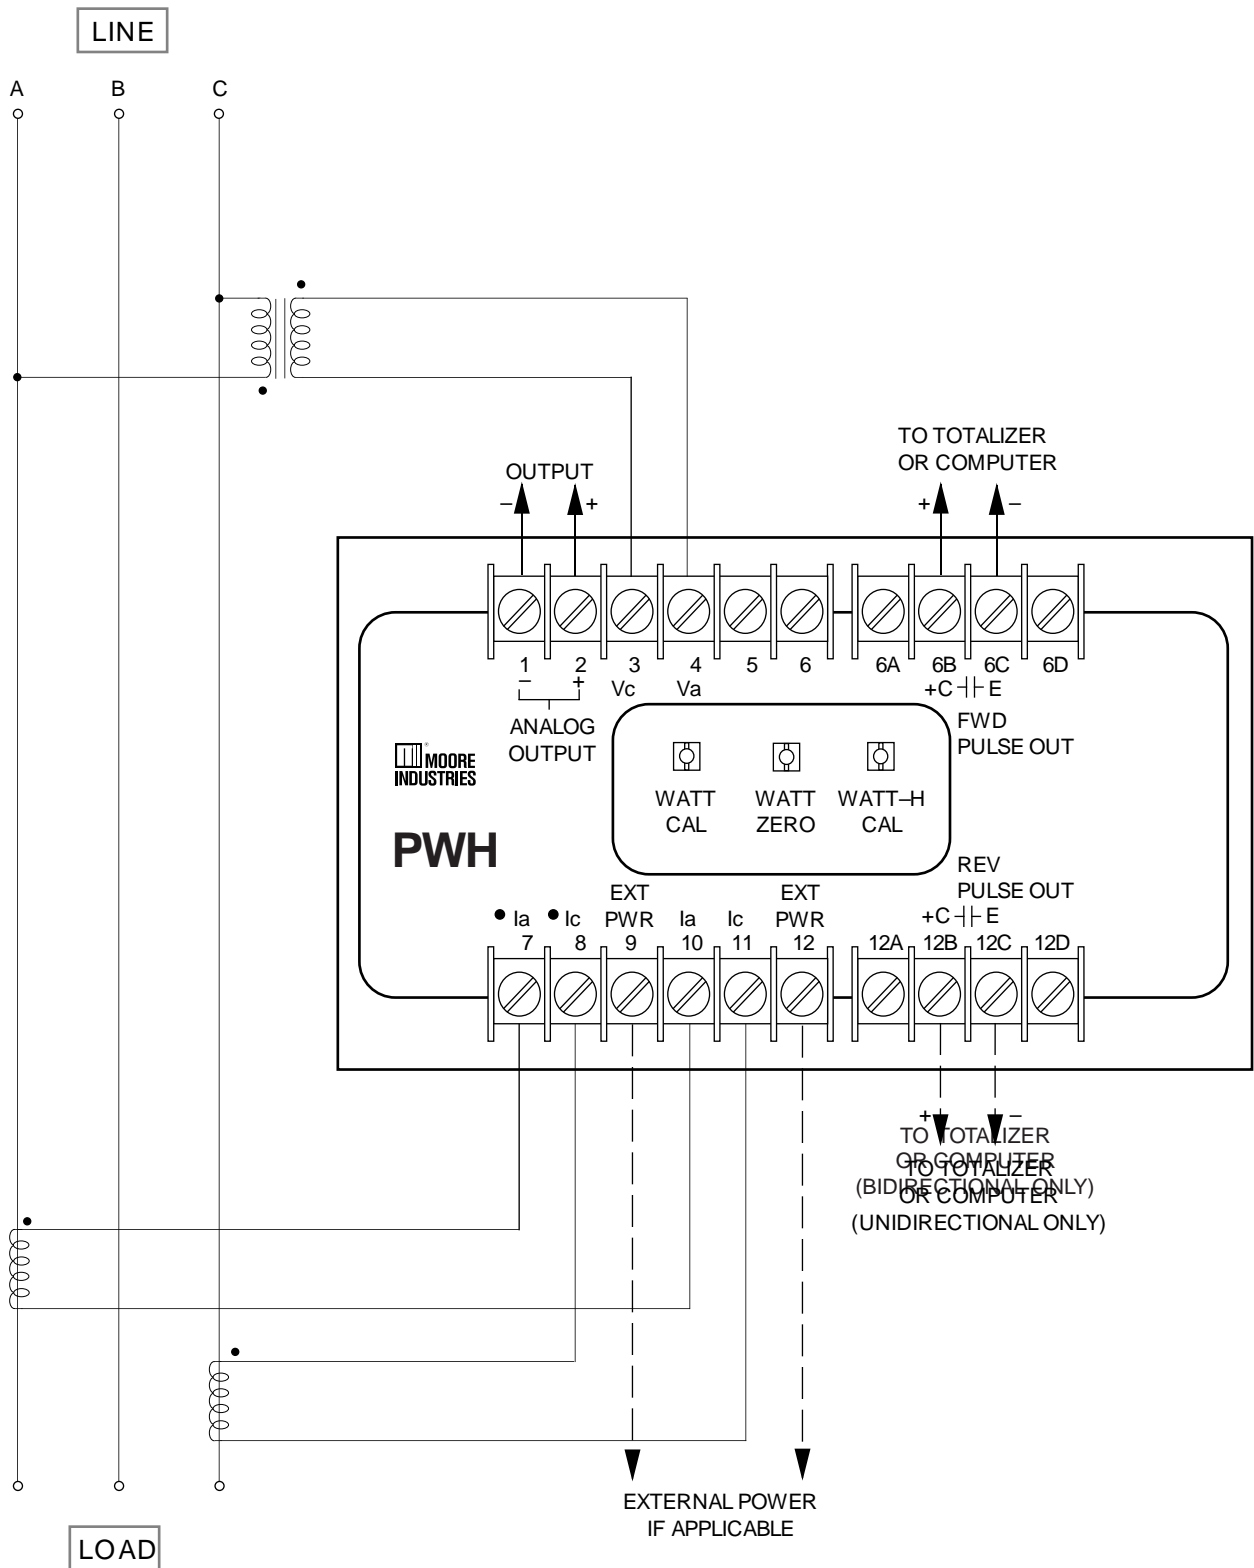 LINE
A B C
TO TOTALIZER
OR COMPUTER
OUTPUT
– + + –
1 2 3 4 5 6 6A 6B 6C 6D
– + Vc Va +C E
ANALOG
OUTPUT
FWD
PULSE OUT
MOORE
INDUSTRIES
®
WATT
CAL
WATT
ZERO
WATT–H
CAL
PWH
REV
PULSE OUT
+C E
• Ia • Ic EXT PWR Ia Ic EXT PWR
7 8 9 10 11 12 12A 12B 12C 12D
+ –
TO TOTALIZER
OR COMPUTER
(BIDIRECTIONAL ONLY)
TO TOTALIZER
OR COMPUTER
(UNIDIRECTIONAL ONLY)
EXTERNAL POWER
IF APPLICABLE
LOAD